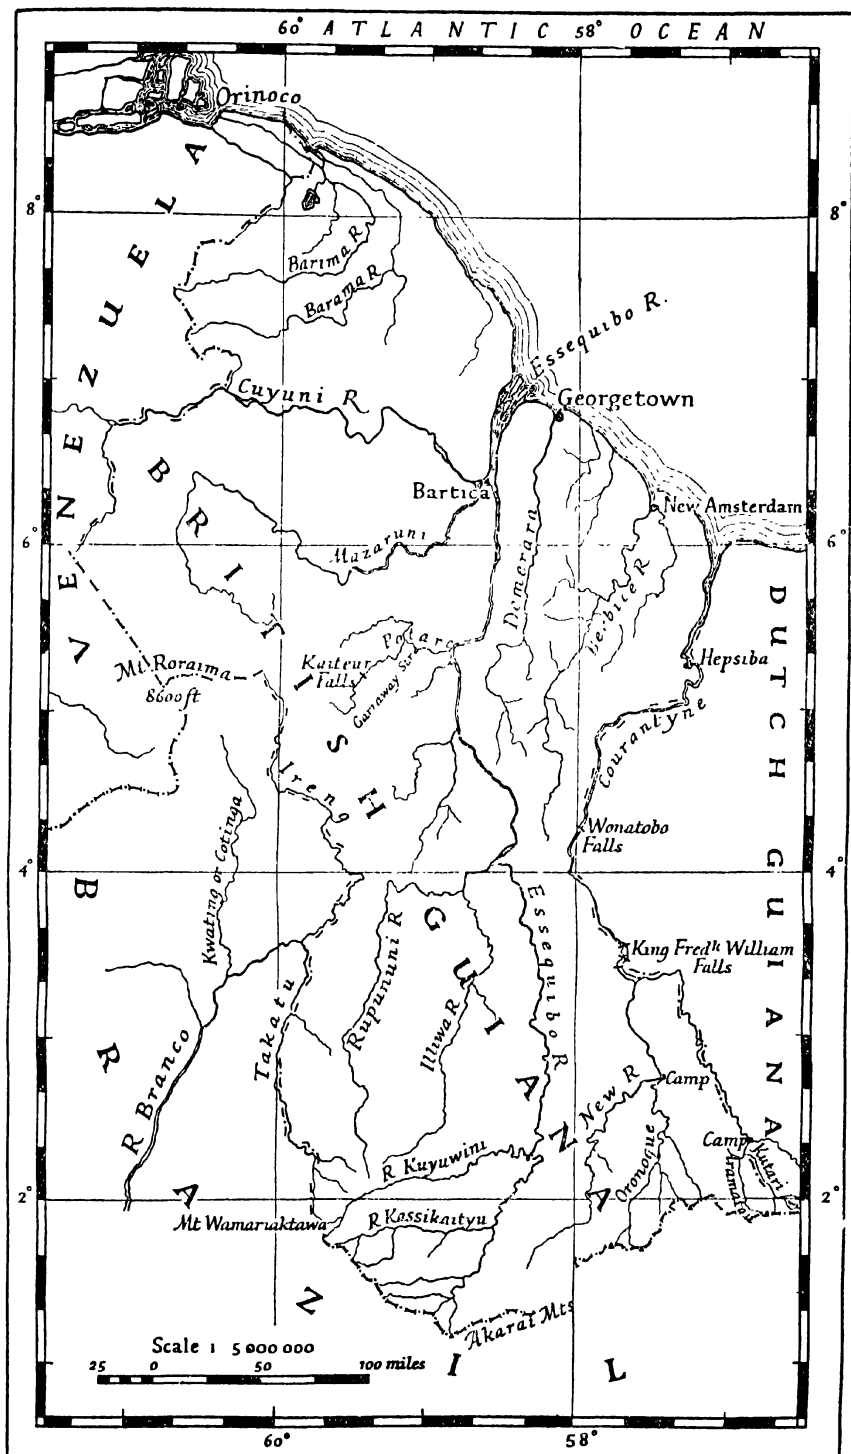 60° ATLANTIC 58° OCEAN
Orinoco
8°
8°
VENEZUELA
Barima R
Barama R
Essequibo R.
Cuyuni R
Georgetown
Bartica
New Amsterdam
6°
6°
BRITISH GUIANA
Mazaruni
Demerara
Berbice R
Potaro
Kaiteur
Falls
Mt Roraima
8600 ft
Hepsiba
DUTCH GUIANA
Courantyne
Ireng
Kwating or Cotinga
Wonatobo
Falls
4°
4°
BRAZIL
Essequibo R
Rupununi R
Illiwa R
King Fredk William
Falls
Takatu
R Branco
New R
Camp
Camp
Kutari
Oronoque
R Kuyuwini
2°
2°
Mt Wamariaktawa
R Kassikaityu
Akarai Mts
Scale 1 5 000 000
25 0 50 100 miles
60°
58°